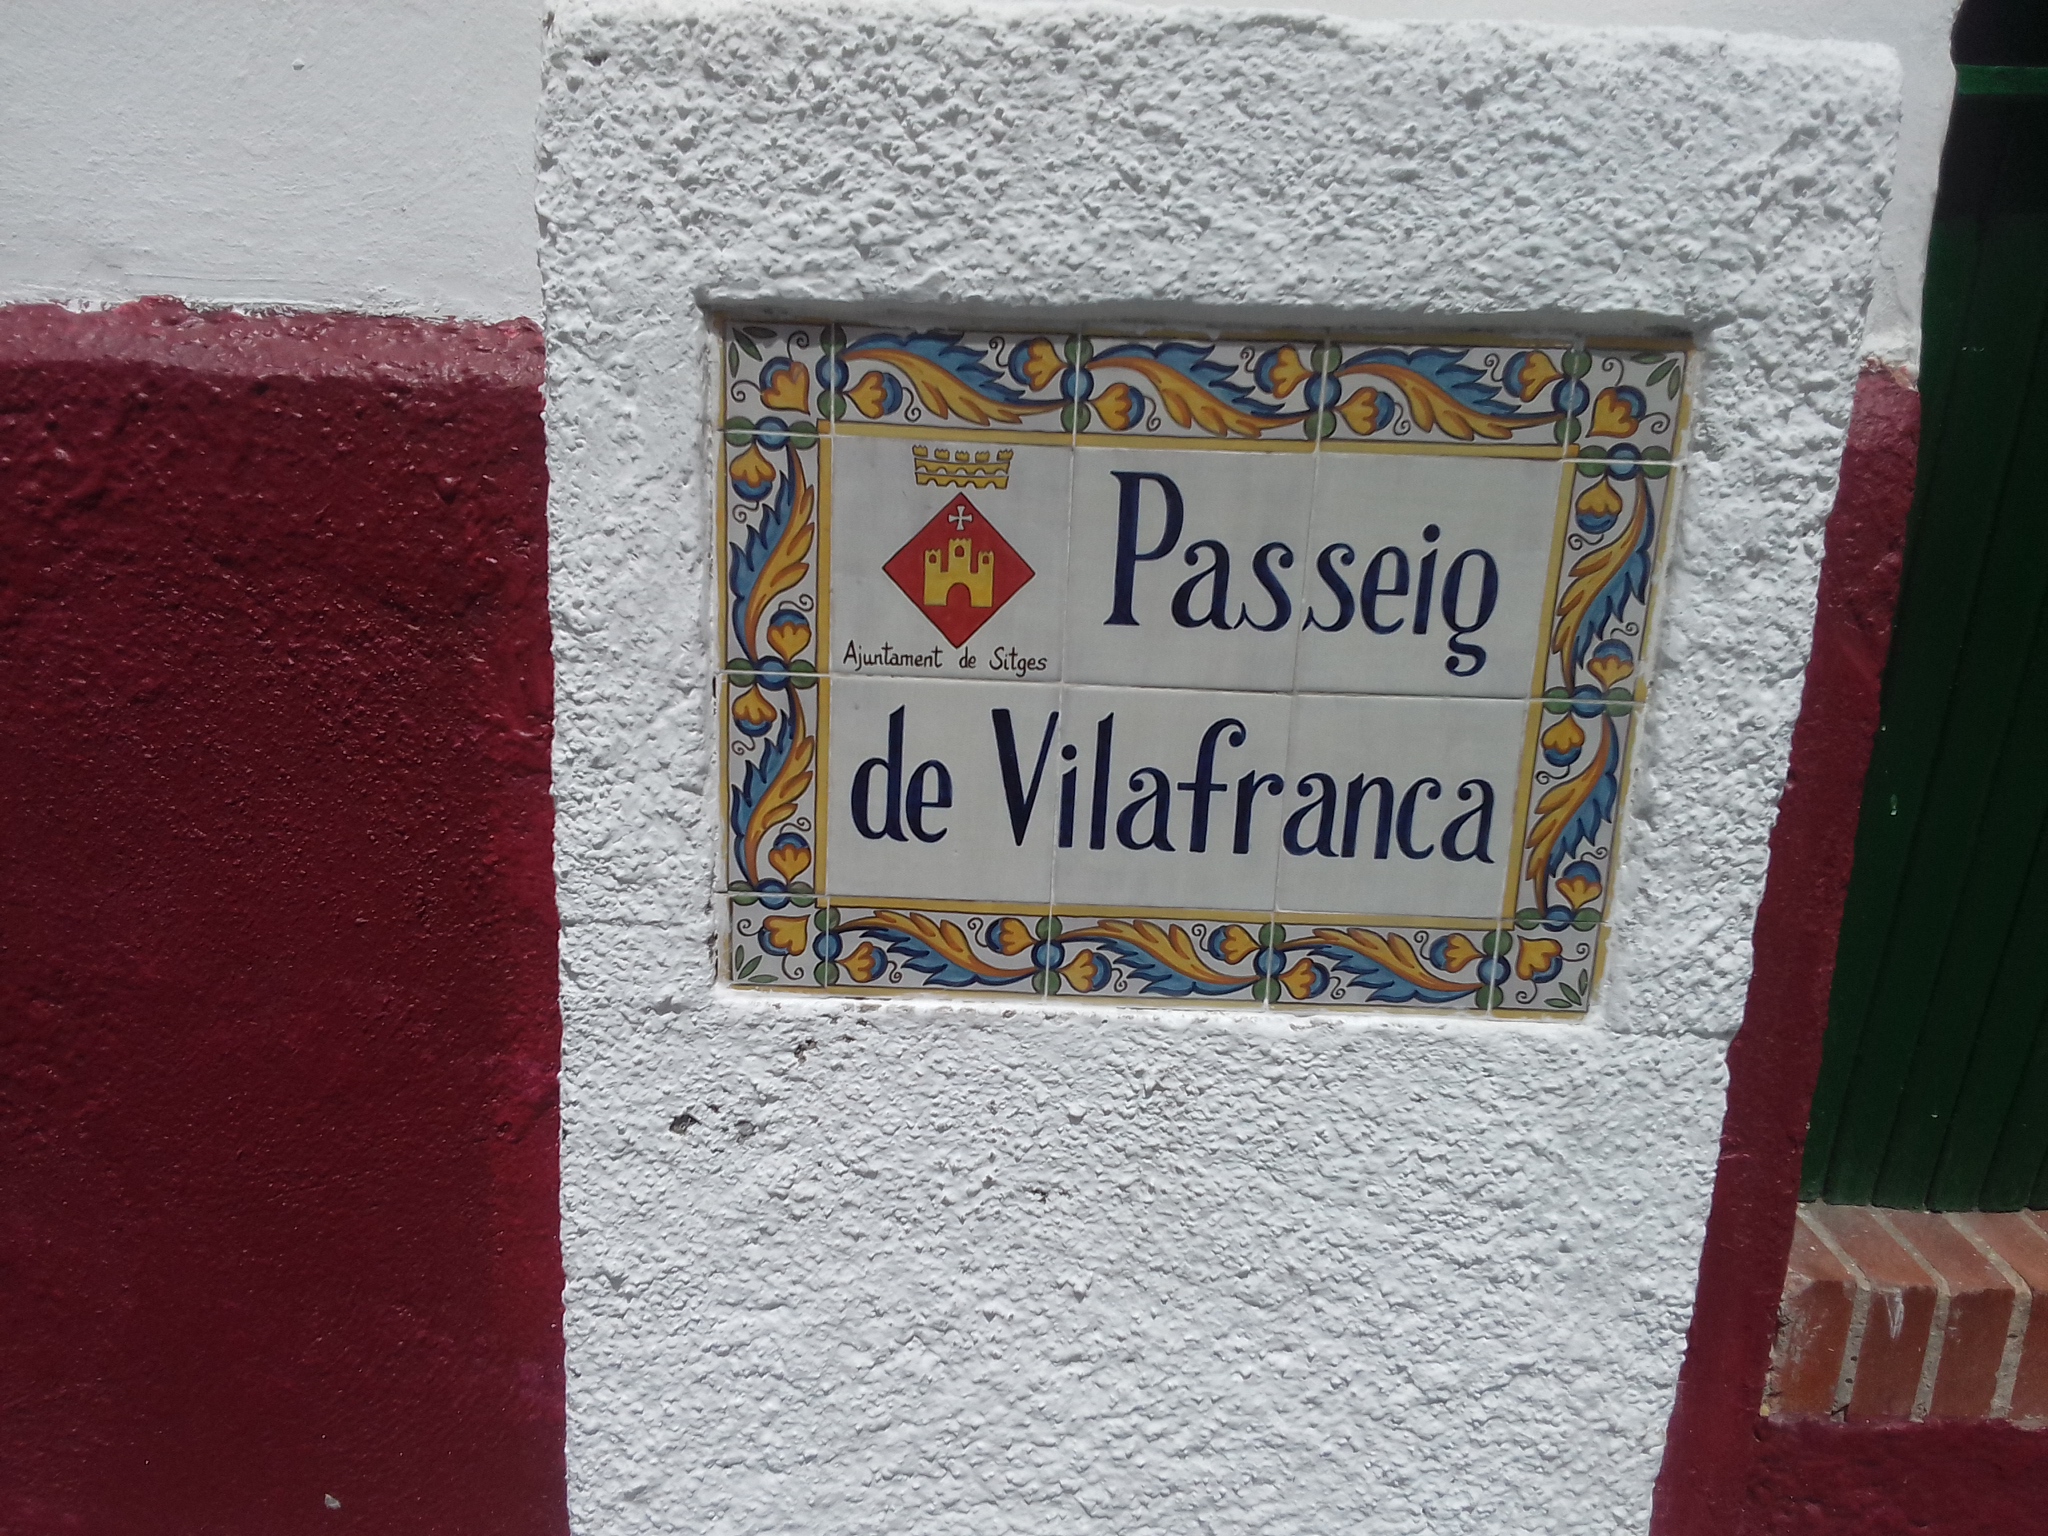 Passeig
Ajuntament de Sitges
de Vilafranca